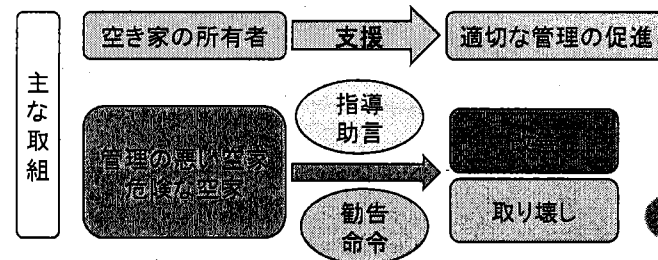 主な取組
空き家の所有者
支援
適切な管理の促進
管理の悪い空家
危険な空家
指導
助言
勧告
命令
取り壊し